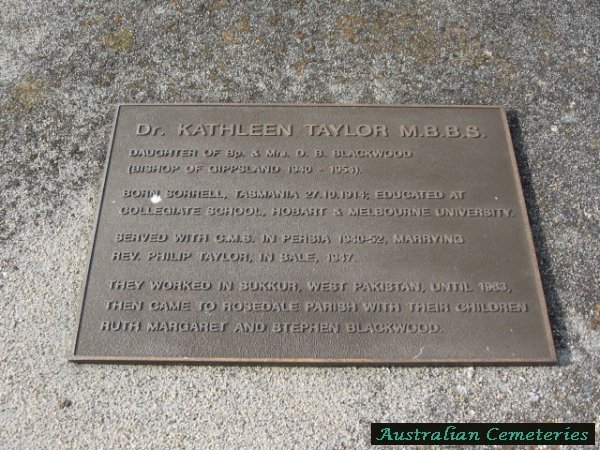 Dr. KATHLEEN TAYLOR M.B.B.S.
DAUGHTER OF Bp. & Mrs. D. B. BLACKWOOD
(BISHOP OF GIPPSLAND 1940 - 1954).
BORN SORRELL, TASMANIA 27.10.1914; EDUCATED AT
COLLEGIATE SCHOOL, HOBART & MELBOURNE UNIVERSITY.
SERVED WITH C.M.S. IN PERSIA 1940-52, MARRYING
REV. PHILIP TAYLOR, IN SALE, 1947.
THEY WORKED IN SUKKUR, WEST PAKISTAN, UNTIL 1963,
THEN CAME TO ROSEDALE PARISH WITH THEIR CHILDREN
RUTH MARGARET AND STEPHEN BLACKWOOD.
Australian Cemeteries